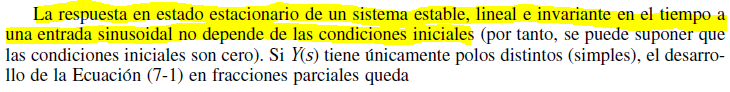 La respuesta en estado estacionario de un sistema estable, lineal e invariante en el tiempo a
una entrada sinusoidal no depende de las condiciones iniciales (por tanto, se puede suponer que
las condiciones iniciales son cero). Si Y(s) tiene únicamente polos distintos (simples), el desarro-
llo de la Ecuación (7-1) en fracciones parciales queda